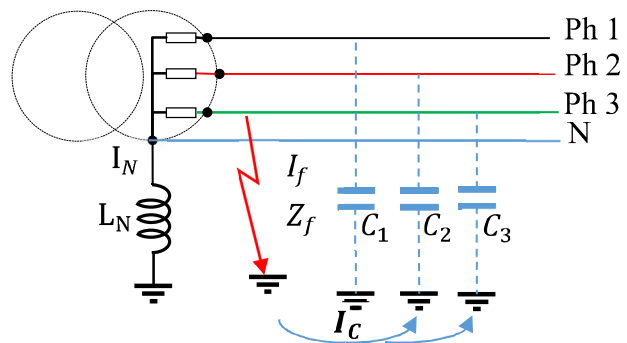 Ph 1
Ph 2
Ph 3
N
I_N
L_N
I_f
Z_f
C_1
C_2
C_3
I_C